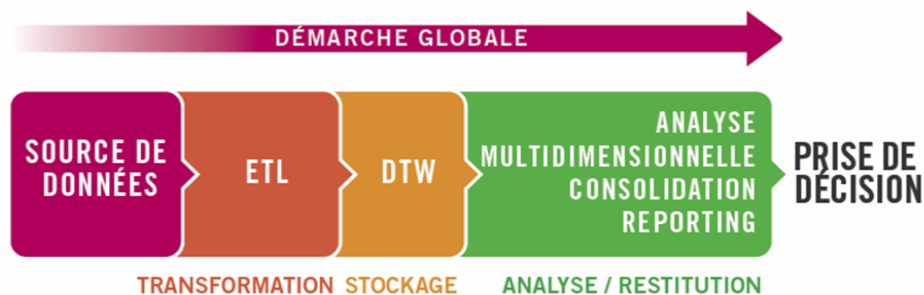 DÉMARCHE GLOBALE
SOURCE DE
DONNÉES
ETL
DTW
ANALYSE
MULTIDIMENSIONNELLE
CONSOLIDATION
REPORTING
PRISE DE
DÉCISION
TRANSFORMATION
STOCKAGE
ANALYSE / RESTITUTION